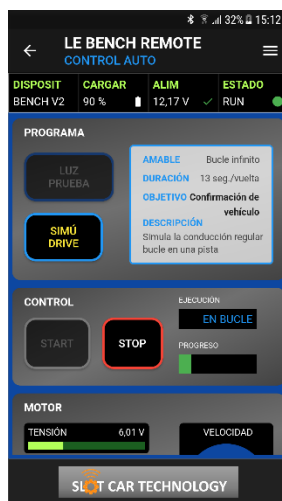 32% 15:12
LE BENCH REMOTE
CONTROL AUTO
DISPOSIT CARGAR ALIM ESTADO
BENCH V2 90 % 12,17 V RUN
PROGRAMA
LUZ
PRUEBA
SIMÚ
DRIVE
AMABLE Bucle infinito
DURACIÓN 13 seg./vuelta
OBJETIVO Confirmación de
vehículo
DESCRIPCIÓN
Simula la conducción regular
bucle en una pista
CONTROL
START
STOP
EJECUCIÓN
EN BUCLE
PROGRESO
MOTOR
TENSIÓN 6,01 V
VELOCIDAD
SLOT CAR TECHNOLOGY